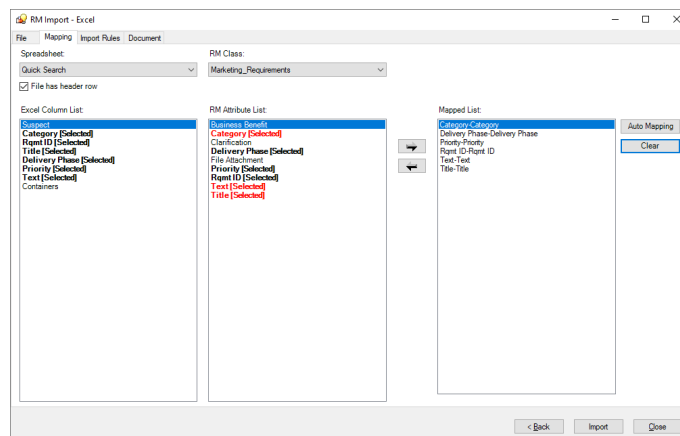 RM Import - Excel
File Mapping Import Rules Document
Spreadsheet: RM Class:
Quick Search Marketing_Requirements
File has header row
Excel Column List: RM Attribute List: Mapped List:
Suspect Business Benefit Category-Category Auto Mapping
Category [Selected] Category [Selected] Delivery Phase-Delivery Phase
Rqmt ID [Selected] Clarification Priority-Priority Clear
Title [Selected] Delivery Phase [Selected] Rqmt ID-Rqmt ID
Delivery Phase [Selected] File Attachment Text-Text
Priority [Selected] Priority [Selected] Title-Title
Text [Selected] Rqmt ID [Selected]
Containers Text [Selected]
Title [Selected]
< Back Import Close